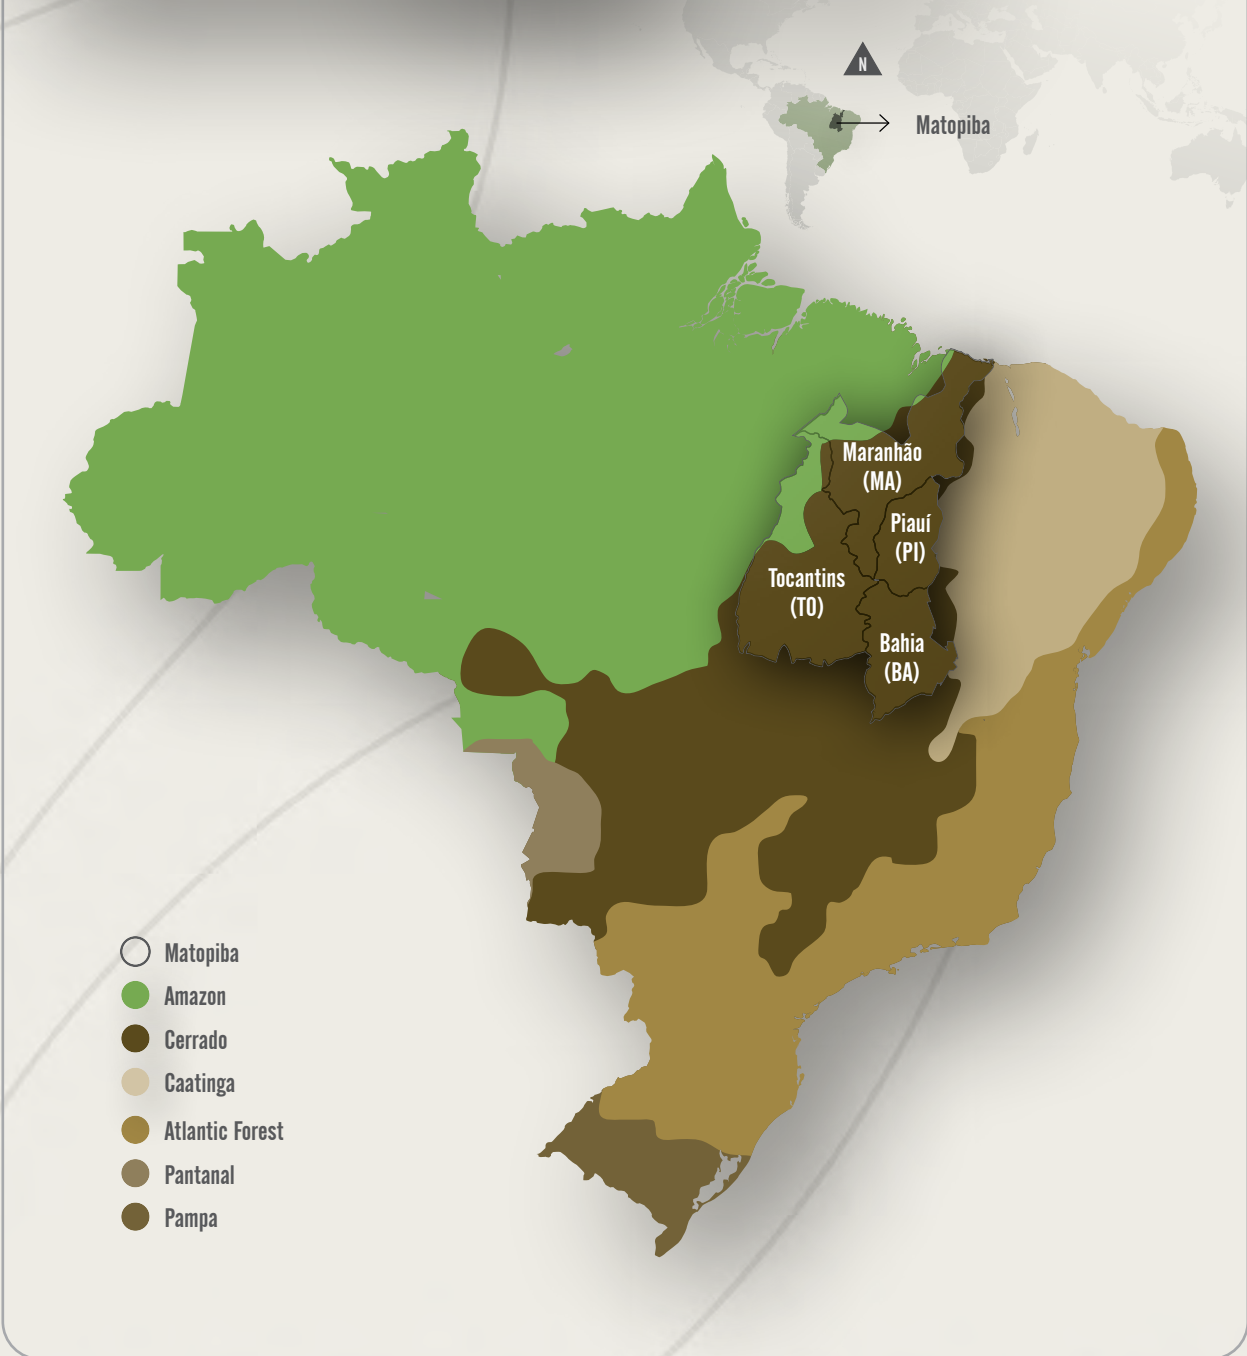 N
Matopiba
Maranhão
(MA)
Piauí
(PI)
Tocantins
(TO)
Bahia
(BA)
Matopiba
Amazon
Cerrado
Caatinga
Atlantic Forest
Pantanal
Pampa